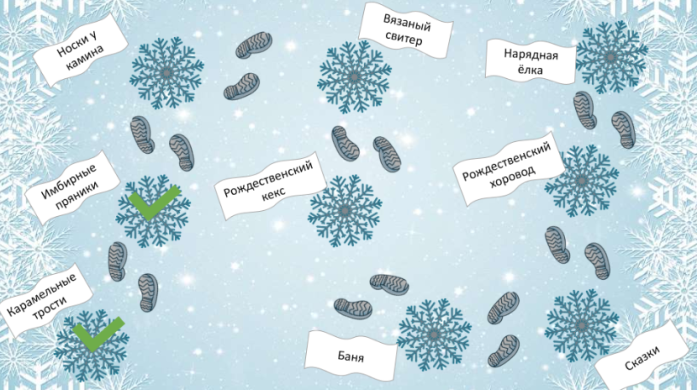 Носки у
камина
Вязаный
свитер
Нарядная
ёлка
Имбирные
пряники
Рождественский
кекс
Рождественский
хоровод
Карамельные
трости
Баня
Сказки